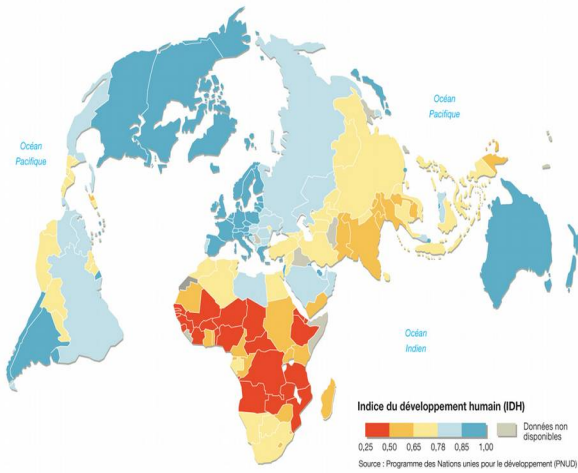 Océan
Pacifique
Océan
Pacifique
Océan
Indien
Indice du développement humain (IDH)
Données non
disponibles
0,25 0,50 0,65 0,78 0,85 1,00
Source : Programme des Nations unies pour le développement (PNUD)